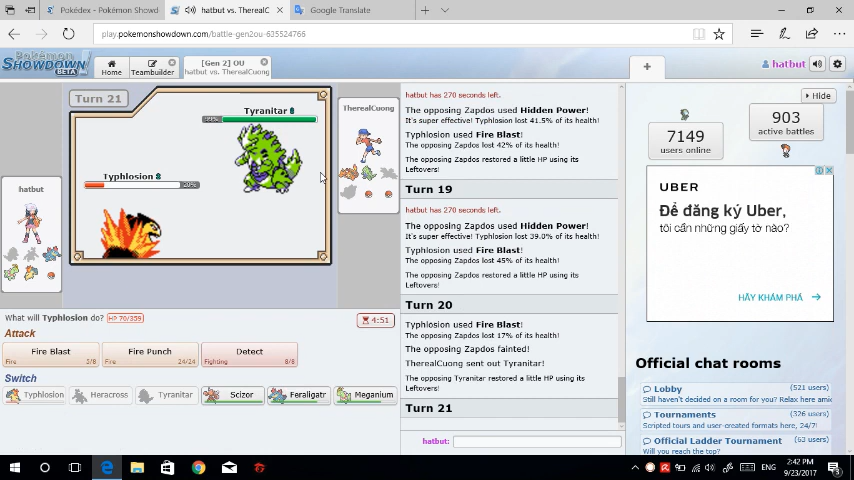 Pokédex - Pokémon Showd
hatbut vs. TherealC
Google Translate
play.pokemonshowdown.com/battle-gen2ou-635524766
Pokémon
SHOWDOWN
BETA
Home
Teambuilder
[Gen 2] OU
hatbut vs. TherealCuong
hatbut
Turn 21
Tyranitar
99%
Typhlosion
20%
hatbut
TherealCuong
hatbut has 270 seconds left.
The opposing Zapdos used Hidden Power!
It's super effective! Typhlosion lost 41.5% of its health!
Typhlosion used Fire Blast!
The opposing Zapdos lost 42% of its health!
The opposing Zapdos restored a little HP using its
Leftovers!
Turn 19
hatbut has 210 seconds left.
The opposing Zapdos used Hidden Power!
It's super effective! Typhlosion lost 39.0% of its health!
Typhlosion used Fire Blast!
The opposing Zapdos lost 45% of its health!
The opposing Zapdos restored a little HP using its
Leftovers!
Turn 20
Typhlosion used Fire Blast!
The opposing Zapdos lost 17% of its health!
The opposing Zapdos fainted!
TherealCuong sent out Tyranitar!
The opposing Tyranitar restored a little HP using its
Leftovers!
Turn 21
hatbut:
What will Typhlosion do? HP 70/359
4:51
Attack
Fire Blast
Fire 5/8
Fire Punch
Fire 24/24
Detect
Fighting 8/8
Switch
Typhlosion
Heracross
Tyranitar
Scizor
Feraligatr
Meganium
Hide
7149
users online
903
active battles
UBER
Để đăng ký Uber,
tôi cần những giấy tờ nào?
HÃY KHÁM PHÁ
Official chat rooms
Lobby
(521 users)
Still haven't decided on a room for you? Relax here amid
Tournaments
(326 users)
Scripted tours and user-created formats here, 24/7!
Official Ladder Tournament
(63 users)
Will you reach the top?
ENG
2:42 PM
9/23/2017
3